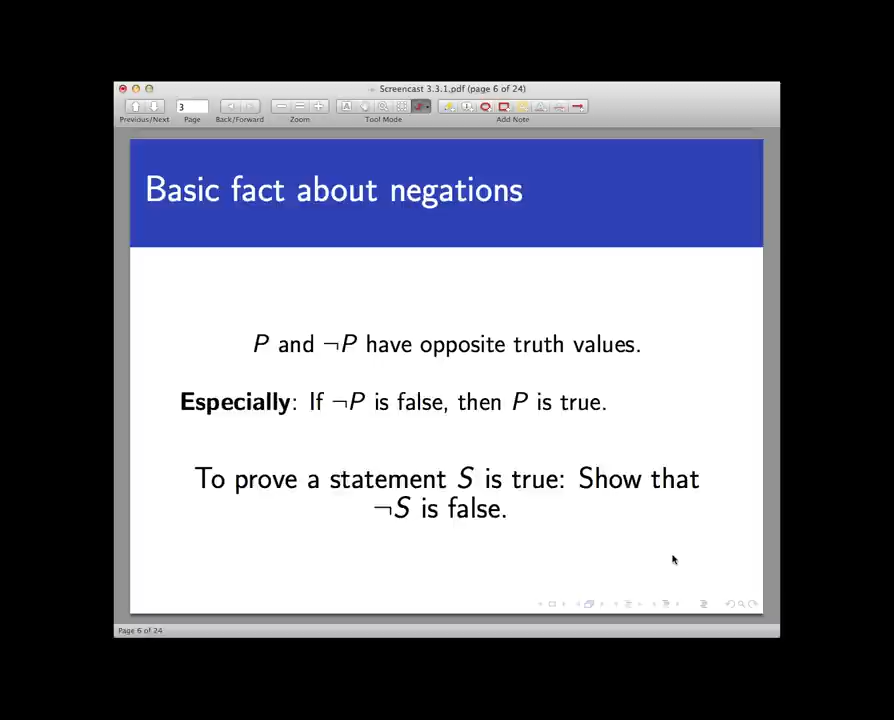 Screencast 3.3.1.pdf (page 6 of 24)
3
Previous/Next Page Back/Forward Zoom Tool Mode Add Note
Basic fact about negations
P and ¬P have opposite truth values.
Especially: If ¬P is false, then P is true.
To prove a statement S is true: Show that
¬S is false.
Page 6 of 24